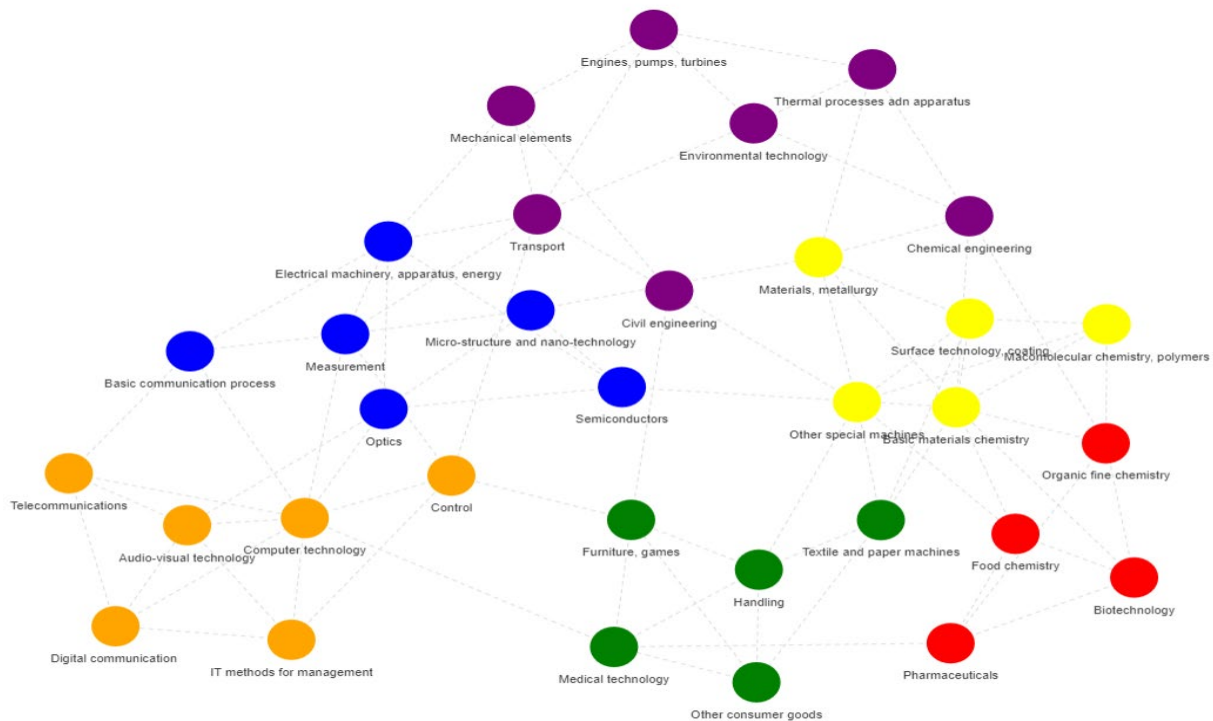 Engines, pumps, turbines
Thermal processes adn apparatus
Mechanical elements
Environmental technology
Transport
Chemical engineering
Electrical machinery, apparatus, energy
Materials, metallurgy
Civil engineering
Micro-structure and nano-technology
Surface technology, coating
Macomolecular chemistry, polymers
Measurement
Basic communication process
Semiconductors
Optics
Other special machines
Basic materials chemistry
Organic fine chemistry
Telecommunications
Control
Audio-visual technology
Computer technology
Furniture, games
Textile and paper machines
Food chemistry
Handling
Biotechnology
Digital communication
IT methods for management
Medical technology
Pharmaceuticals
Other consumer goods